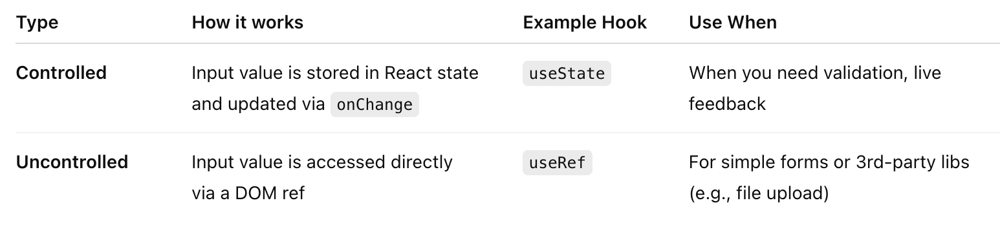 Type How it works Example Hook Use When
Controlled Input value is stored in React state useState When you need validation, live
and updated via onChange feedback
Uncontrolled Input value is accessed directly useRef For simple forms or 3rd-party libs
via a DOM ref (e.g., file upload)